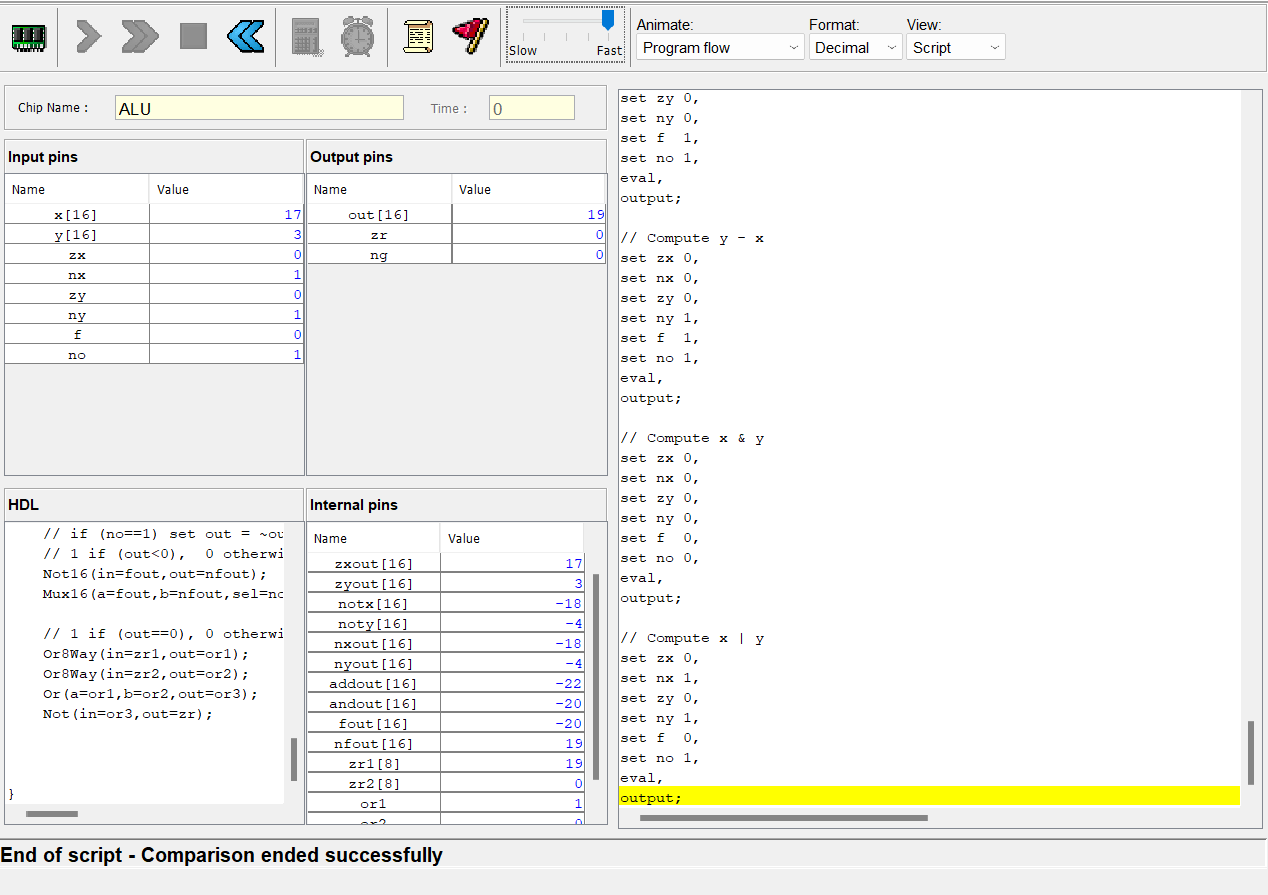 Slow Fast
Animate: Format: View:
Program flow Decimal Script
Chip Name : ALU Time : 0
Input pins
Name Value
x[16] 17
y[16] 3
zx 0
nx 1
zy 0
ny 1
f 0
no 1
Output pins
Name Value
out[16] 19
zr 0
ng 0
HDL
// if (no==1) set out = ~ou
// 1 if (out<0), 0 otherwi
Not16(in=fout,out=nfout);
Mux16(a=fout,b=nfout,sel=no
// 1 if (out==0), 0 otherwi
Or8Way(in=zr1,out=or1);
Or8Way(in=zr2,out=or2);
Or(a=or1,b=or2,out=or3);
Not(in=or3,out=zr);
}
Internal pins
Name Value
zxout[16] 17
zyout[16] 3
notx[16] -18
noty[16] -4
nxout[16] -18
nyout[16] -4
addout[16] -22
andout[16] -20
fout[16] -20
nfout[16] 19
zr1[8] 19
zr2[8] 0
or1 1
or2 0
set zy 0,
set ny 0,
set f 1,
set no 1,
eval,
output;
// Compute y - x
set zx 0,
set nx 0,
set zy 0,
set ny 1,
set f 1,
set no 1,
eval,
output;
// Compute x & y
set zx 0,
set nx 0,
set zy 0,
set ny 0,
set f 0,
set no 0,
eval,
output;
// Compute x | y
set zx 0,
set nx 1,
set zy 0,
set ny 1,
set f 0,
set no 1,
eval,
output;
End of script - Comparison ended successfully